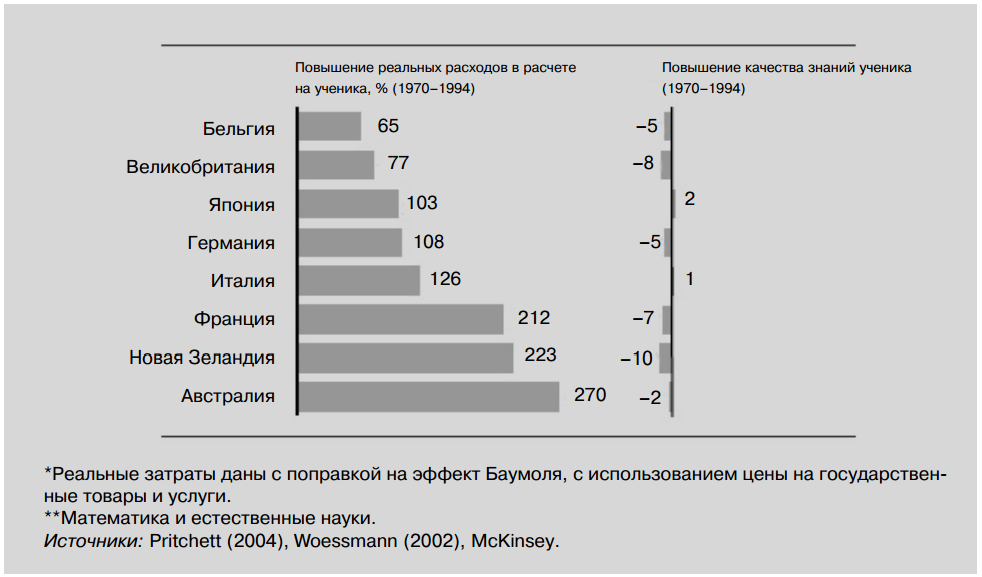 Повышение реальных расходов в расчете
на ученика, % (1970–1994)
Повышение качества знаний ученика
(1970–1994)
Бельгия 65 –5
Великобритания 77 –8
Япония 103 2
Германия 108 –5
Италия 126 1
Франция 212 –7
Новая Зеландия 223 –10
Австралия 270 –2
*Реальные затраты даны с поправкой на эффект Баумоля, с использованием цены на государствен-
ные товары и услуги.
**Математика и естественные науки.
Источники: Pritchett (2004), Woessmann (2002), McKinsey.